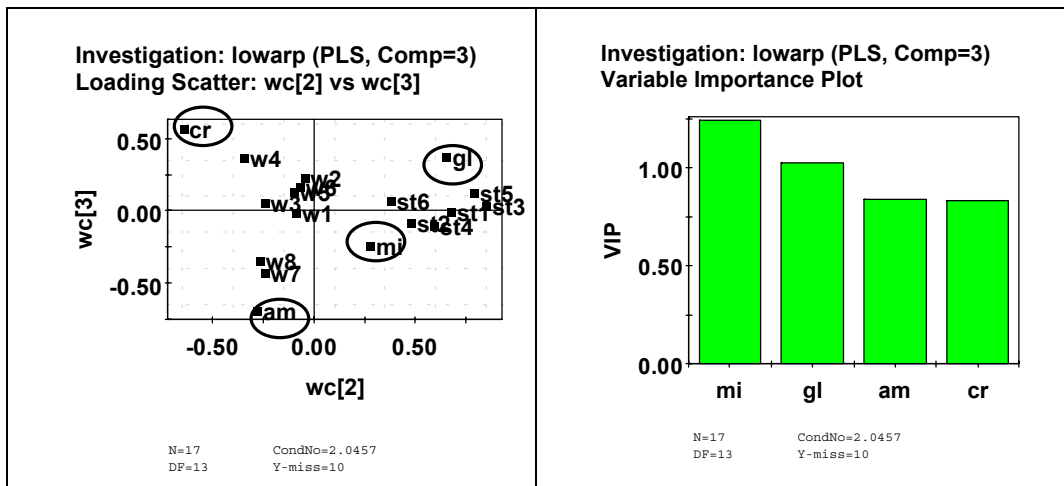 Investigation: lowarp (PLS, Comp=3)
Loading Scatter: wc[2] vs wc[3]
wc[3]
0.50
0.00
-0.50
cr
w4
gl
w2
w6
w5
w3
w1
st6
st5
st3
st1
st2
st4
mi
w8
w7
am
-0.50
0.00
0.50
wc[2]
N=17 CondNo=2.0457
DF=13 Y-miss=10
Investigation: lowarp (PLS, Comp=3)
Variable Importance Plot
VIP
1.00
0.50
0.00
mi gl am cr
N=17 CondNo=2.0457
DF=13 Y-miss=10